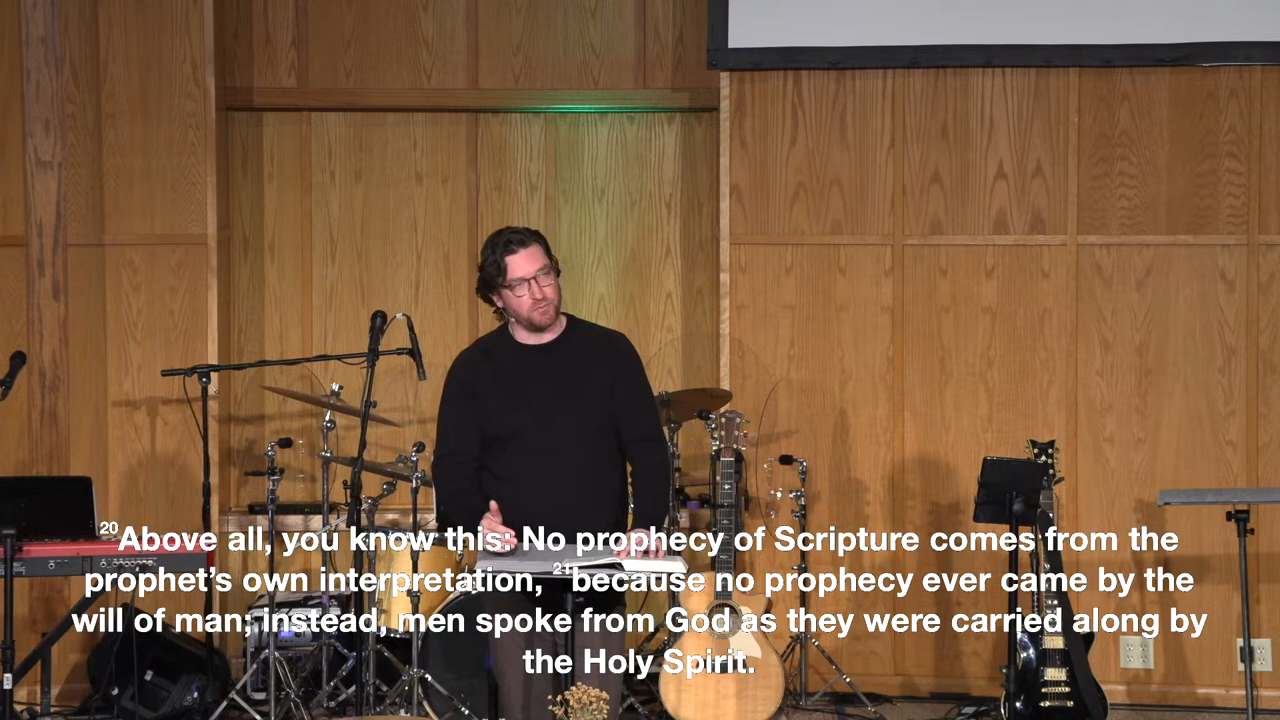 ²⁰Above all, you know this: No prophecy of Scripture comes from the
prophet’s own interpretation, ²¹because no prophecy ever came by the
will of man; instead, men spoke from God as they were carried along by
the Holy Spirit.